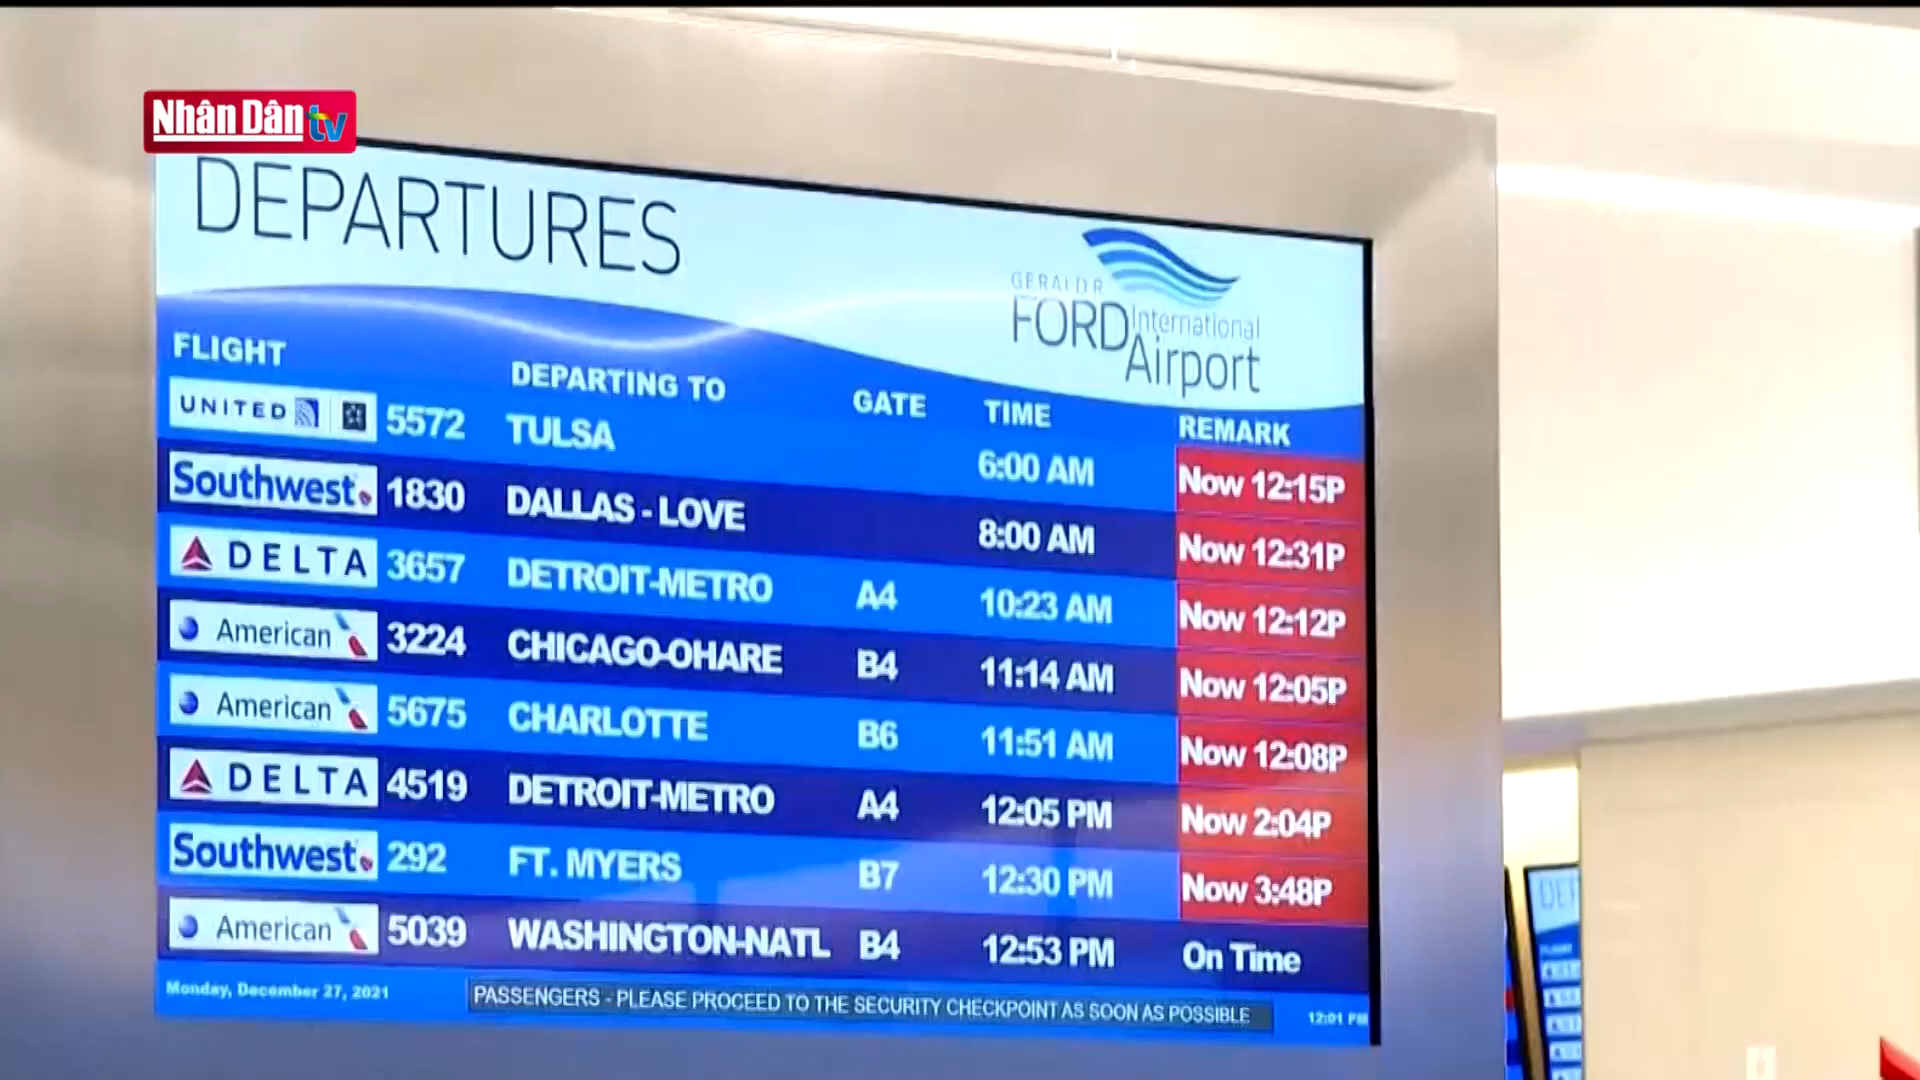 Nhân Dân tv
DEPARTURES
GERALD R
FORD International
Airport
FLIGHT DEPARTING TO GATE TIME REMARK
UNITED 5572 TULSA 6:00 AM Now 12:15P
Southwest 1830 DALLAS - LOVE 8:00 AM Now 12:31P
DELTA 3657 DETROIT-METRO A4 10:23 AM Now 12:12P
American 3224 CHICAGO-OHARE B4 11:14 AM Now 12:05P
American 5675 CHARLOTTE B6 11:51 AM Now 12:08P
DELTA 4519 DETROIT-METRO A4 12:05 PM Now 2:04P
Southwest 292 FT. MYERS B7 12:30 PM Now 3:48P
American 5039 WASHINGTON-NATL B4 12:53 PM On Time
Monday, December 27, 2021 PASSENGERS - PLEASE PROCEED TO THE SECURITY CHECKPOINT AS SOON AS POSSIBLE 12:01 PM